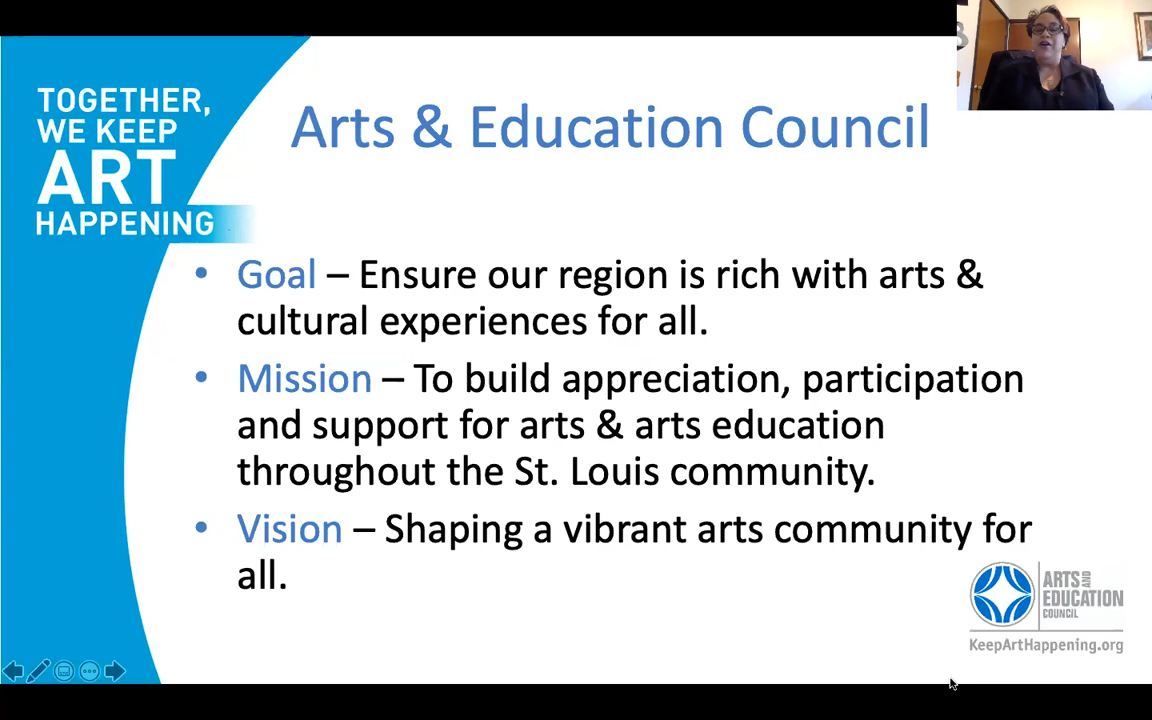 TOGETHER,
WE KEEP
ART
HAPPENING
Arts & Education Council
• Goal – Ensure our region is rich with arts &
cultural experiences for all.
• Mission – To build appreciation, participation
and support for arts & arts education
throughout the St. Louis community.
• Vision – Shaping a vibrant arts community for
all.
ARTS AND
EDUCATION
COUNCIL
KeepArtHappening.org